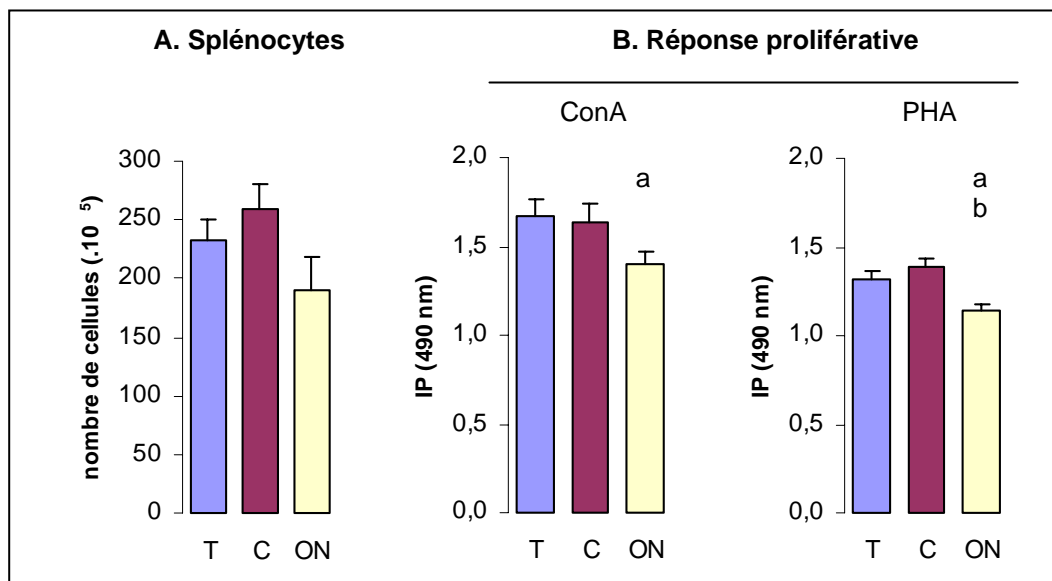 A. Splénocytes
B. Réponse proliférative
ConA
PHA
nombre de cellules (.10 5)
300
250
200
150
100
50
0
T C ON
IP (490 nm)
2,0
1,5
1,0
0,5
0,0
a
T C ON
IP (490 nm)
2,0
1,5
1,0
0,5
0,0
a
b
T C ON